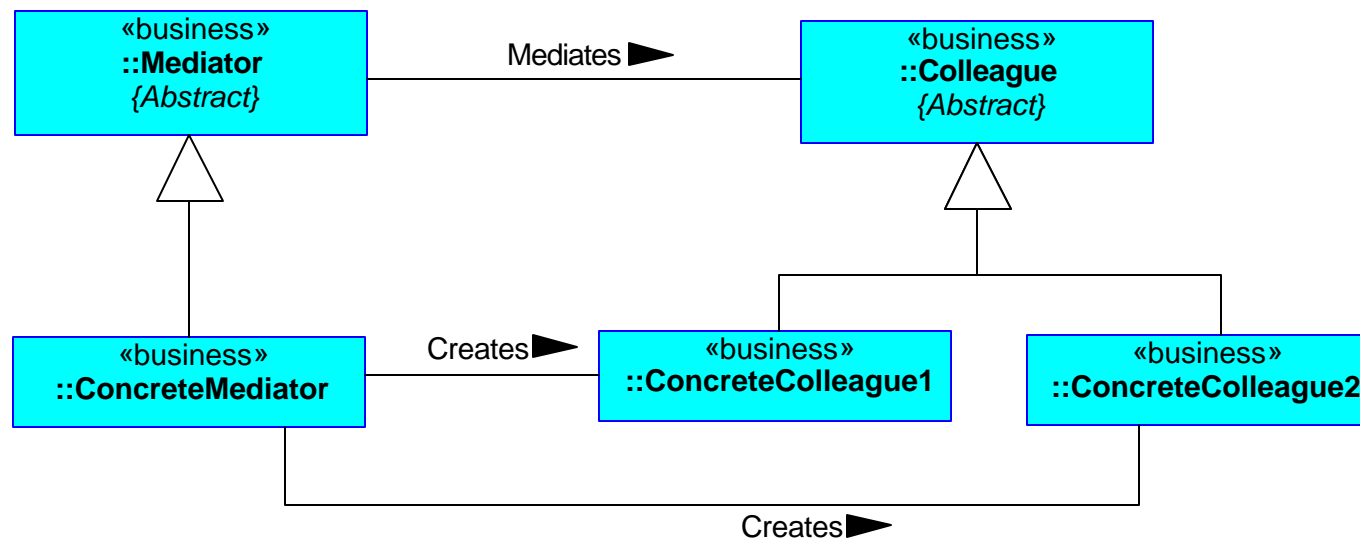 «business»
::Mediator
{Abstract}
Mediates
«business»
::Colleague
{Abstract}
«business»
::ConcreteMediator
Creates
«business»
::ConcreteColleague1
«business»
::ConcreteColleague2
Creates